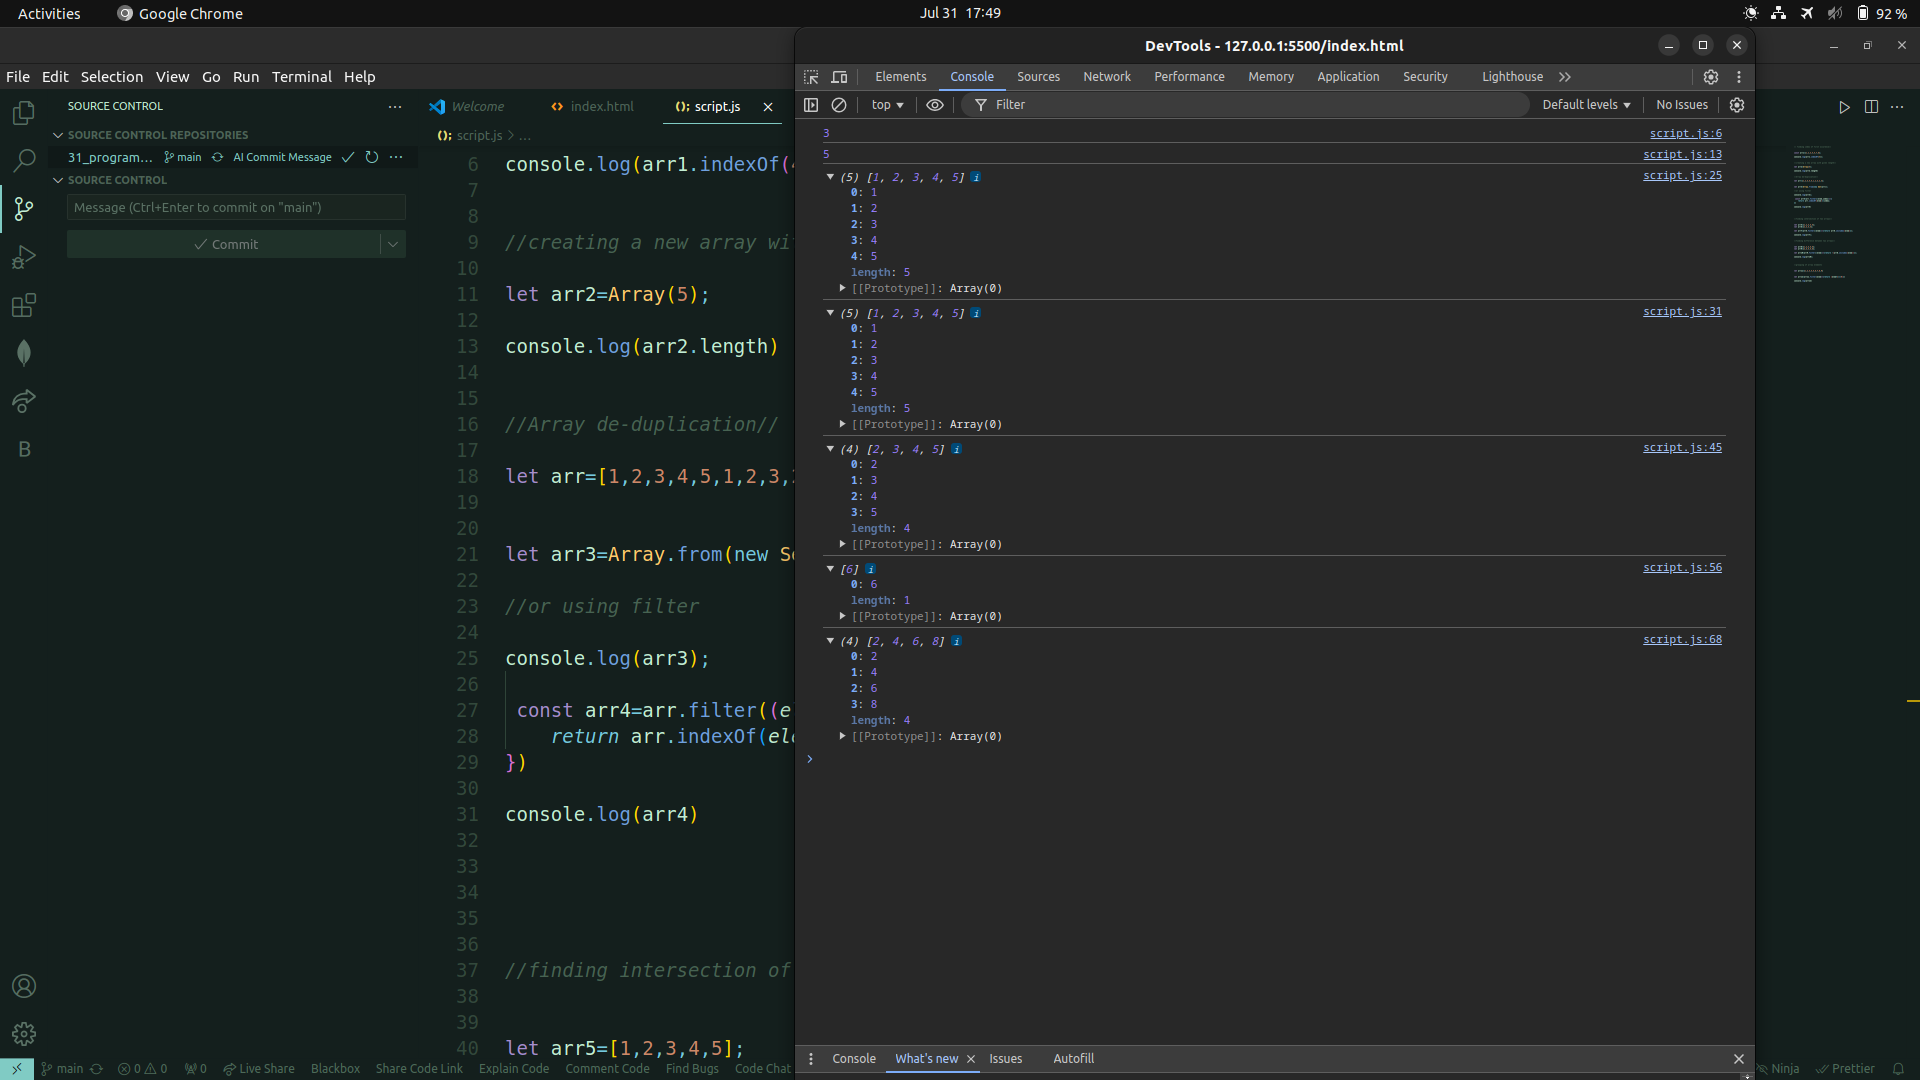 Activities
Google Chrome
Jul 31 17:49
92 %
File Edit Selection View Go Run Terminal Help
SOURCE CONTROL
SOURCE CONTROL REPOSITORIES
31_program... main AI Commit Message
SOURCE CONTROL
Message (Ctrl+Enter to commit on "main")
Commit
B
Welcome
index.html
script.js
script.js > ...
6 console.log(arr1.indexOf(
7
8
9 //creating a new array wi
10
11 let arr2=Array(5);
12
13 console.log(arr2.length)
14
15
16 //Array de-duplication//
17
18 let arr=[1,2,3,4,5,1,2,3,
19
20
21 let arr3=Array.from(new S
22
23 //or using filter
24
25 console.log(arr3);
26
27 const arr4=arr.filter((e
28 return arr.indexOf(el
29 })
30
31 console.log(arr4)
32
33
34
35
36
37 //finding intersection of
38
39
40 let arr5=[1,2,3,4,5];
DevTools - 127.0.0.1:5500/index.html
Elements Console Sources Network Performance Memory Application Security Lighthouse
top Filter Default levels No Issues
3 script.js:6
5 script.js:13
(5) [1, 2, 3, 4, 5] i script.js:25
0: 1
1: 2
2: 3
3: 4
4: 5
length: 5
[[Prototype]]: Array(0)
(5) [1, 2, 3, 4, 5] i script.js:31
0: 1
1: 2
2: 3
3: 4
4: 5
length: 5
[[Prototype]]: Array(0)
(4) [2, 3, 4, 5] i script.js:45
0: 2
1: 3
2: 4
3: 5
length: 4
[[Prototype]]: Array(0)
[6] i script.js:56
0: 6
length: 1
[[Prototype]]: Array(0)
(4) [2, 4, 6, 8] i script.js:68
0: 2
1: 4
2: 6
3: 8
length: 4
[[Prototype]]: Array(0)
Console What's new Issues Autofill
main 0 0 0 Live Share Blackbox Share Code Link Explain Code Comment Code Find Bugs Code Chat Ninja Prettier